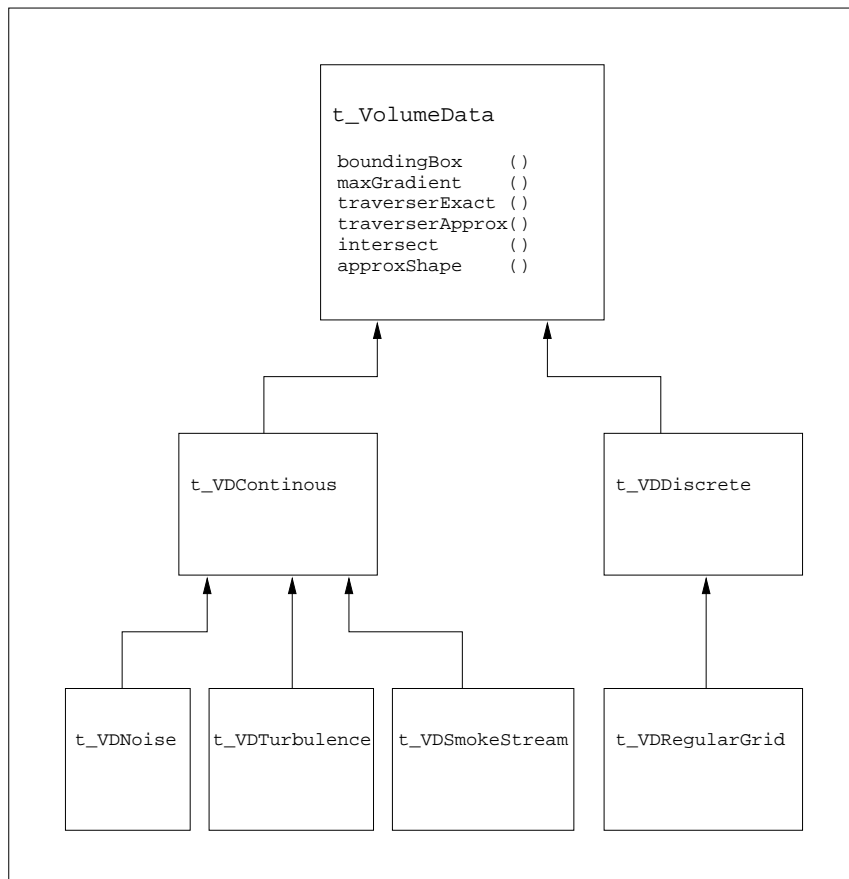 t_VolumeData
boundingBox ()
maxGradient ()
traverserExact ()
traverserApprox()
intersect ()
approxShape ()
t_VDContinous
t_VDDiscrete
t_VDNoise
t_VDTurbulence
t_VDSmokeStream
t_VDRegularGrid